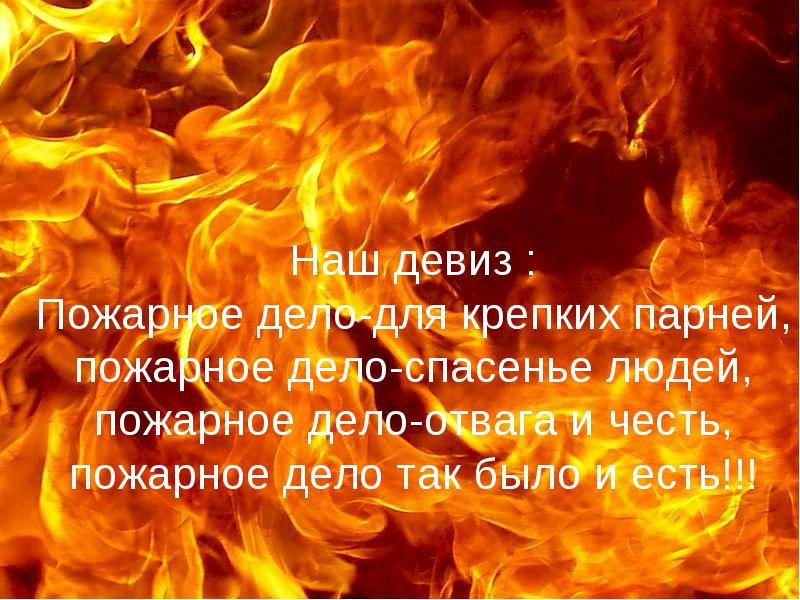 Наш девиз :
Пожарное дело-для крепких парней,
пожарное дело-спасенье людей,
пожарное дело-отвага и честь,
пожарное дело так было и есть!!!